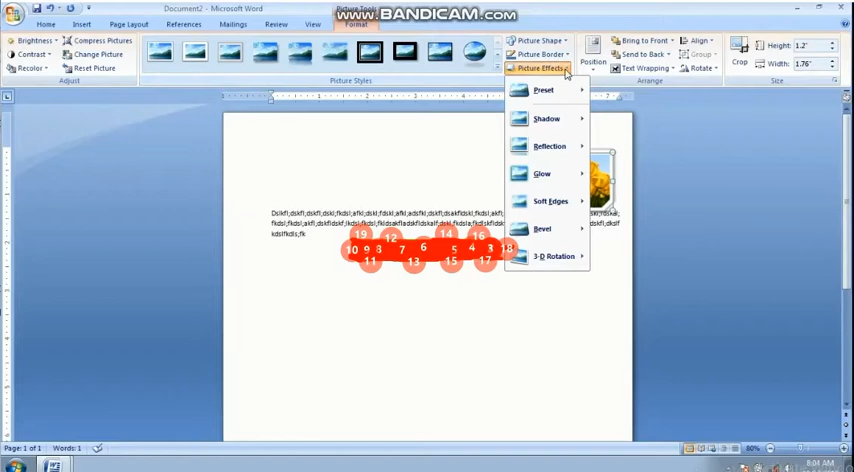 Document2 - Microsoft Word
Picture Tools
WWW.BANDICAM.COM
Home
Insert
Page Layout
References
Mailings
Review
View
Format
Brightness
Compress Pictures
Contrast
Change Picture
Recolor
Reset Picture
Adjust
Picture Styles
Picture Shape
Picture Border
Picture Effects
Position
Bring to Front
Send to Back
Text Wrapping
Align
Group
Rotate
Arrange
Crop
Height: 1.2"
Width: 1.76"
Size
Preset
Shadow
Reflection
Glow
Soft Edges
Bevel
3-D Rotation
kdslfkdls;fk
19 12 14 16
10 9 8 7 6 5 4 3 18
11 13 15 17
Page: 1 of 1
Words: 1
80%
8:01 AM